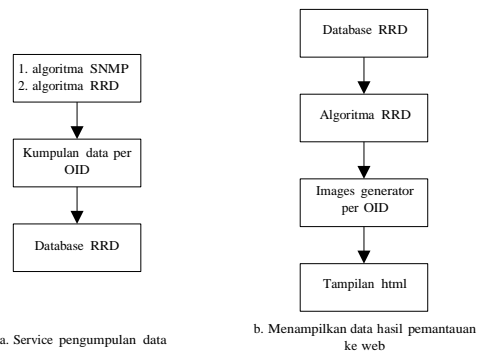 1. algoritma SNMP
2. algoritma RRD
Kumpulan data per
OID
Database RRD
a. Service pengumpulan data
Database RRD
Algoritma RRD
Images generator
per OID
Tampilan html
b. Menampilkan data hasil pemantauan
ke web